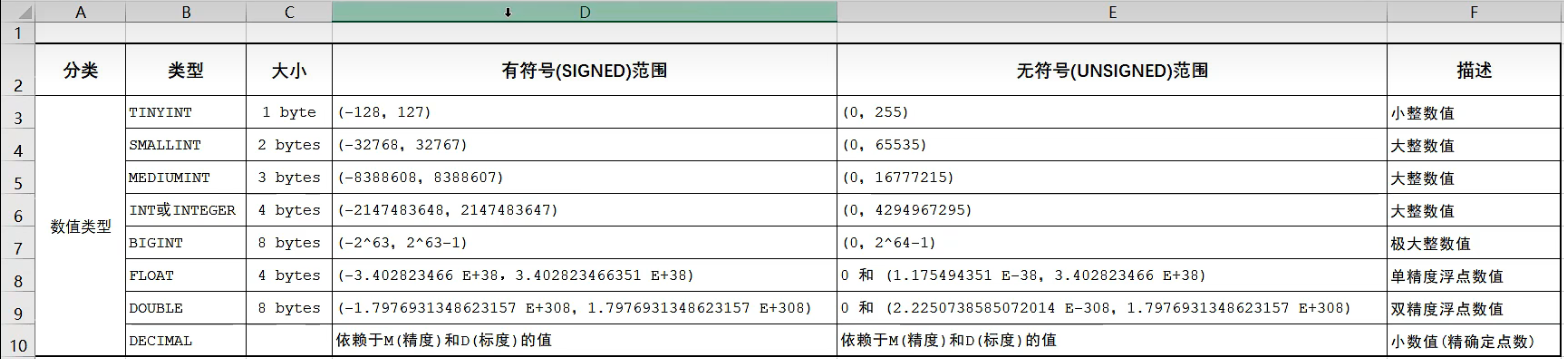 A B C D E F
1
2 分类 类型 大小 有符号(SIGNED)范围 无符号(UNSIGNED)范围 描述
3 TINYINT 1 byte (-128, 127) (0, 255) 小整数值
4 SMALLINT 2 bytes (-32768, 32767) (0, 65535) 大整数值
5 MEDIUMINT 3 bytes (-8388608, 8388607) (0, 16777215) 大整数值
6 数值类型 INT或INTEGER 4 bytes (-2147483648, 2147483647) (0, 4294967295) 大整数值
7 BIGINT 8 bytes (-2^63, 2^63-1) (0, 2^64-1) 极大整数值
8 FLOAT 4 bytes (-3.402823466 E+38, 3.402823466351 E+38) 0 和 (1.175494351 E-38, 3.402823466 E+38) 单精度浮点数值
9 DOUBLE 8 bytes (-1.7976931348623157 E+308, 1.7976931348623157 E+308) 0 和 (2.2250738585072014 E-308, 1.7976931348623157 E+308) 双精度浮点数值
10 DECIMAL 依赖于M(精度)和D(标度)的值 依赖于M(精度)和D(标度)的值 小数值(精确定点数)